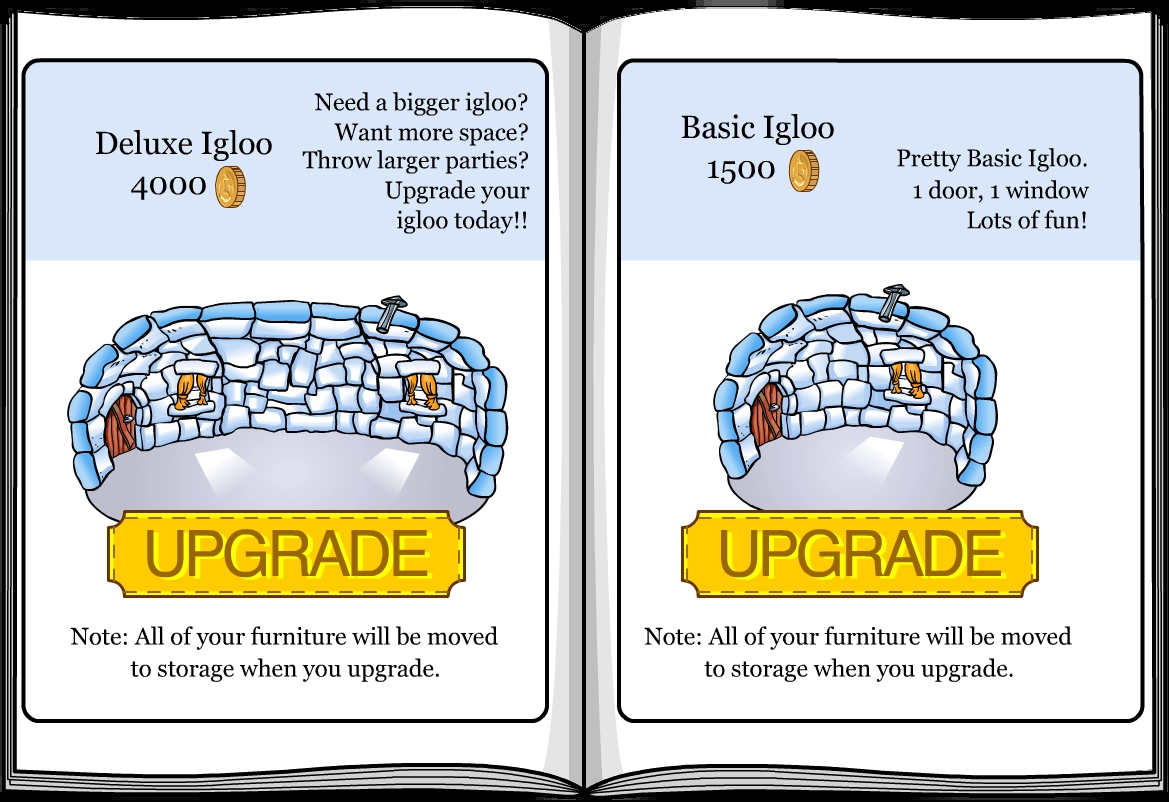 Deluxe Igloo
4000
Need a bigger igloo?
Want more space?
Throw larger parties?
Upgrade your
igloo today!!
UPGRADE
Note: All of your furniture will be moved
to storage when you upgrade.
Basic Igloo
1500
Pretty Basic Igloo.
1 door, 1 window
Lots of fun!
UPGRADE
Note: All of your furniture will be moved
to storage when you upgrade.